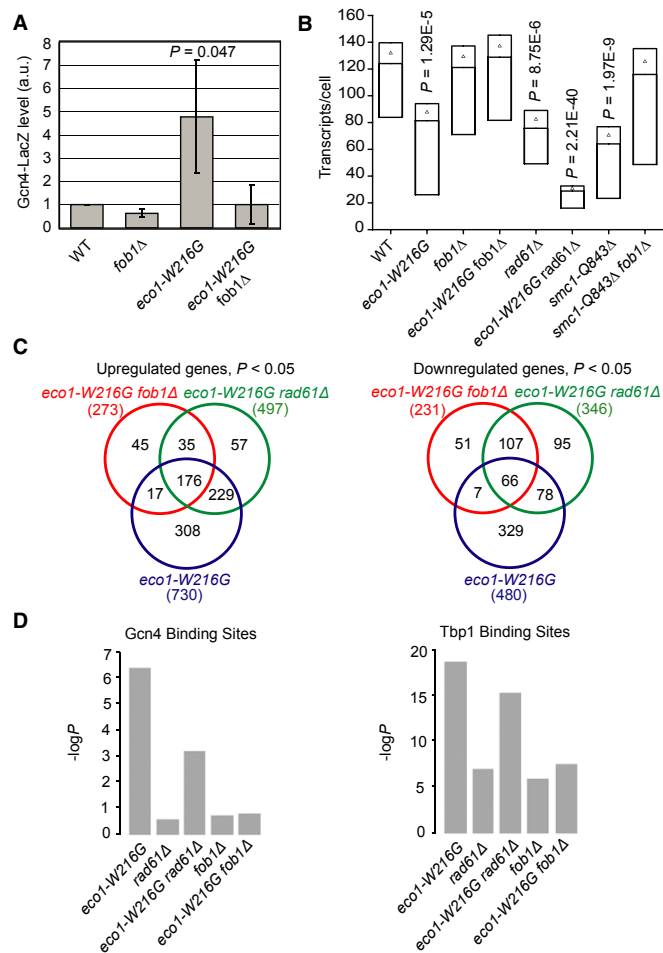 A
P = 0.047
Gcn4-LacZ level (a.u.)
8
7
6
5
4
3
2
1
0
WT
fob1Δ
eco1-W216G
eco1-W216G
fob1Δ
B
Transcripts/cell
160
140
120
100
80
60
40
20
0
P = 1.29E-5
P = 8.75E-6
P = 2.21E-40
P = 1.97E-9
WT
eco1-W216G
fob1Δ
eco1-W216G fob1Δ
rad61Δ
eco1-W216G rad61Δ
smc1-Q843Δ
smc1-Q843Δ fob1Δ
C
Upregulated genes, P < 0.05
eco1-W216G fob1Δ
(273)
eco1-W216G rad61Δ
(497)
45
35
57
176
17
229
308
eco1-W216G
(730)
Downregulated genes, P < 0.05
eco1-W216G fob1Δ
(231)
eco1-W216G rad61Δ
(346)
51
107
95
66
7
78
329
eco1-W216G
(480)
D
Gcn4 Binding Sites
-logP
7
6
5
4
3
2
1
0
eco1-W216G
rad61Δ
eco1-W216G rad61Δ
fob1Δ
eco1-W216G fob1Δ
Tbp1 Binding Sites
-logP
20
15
10
5
0
eco1-W216G
rad61Δ
eco1-W216G rad61Δ
fob1Δ
eco1-W216G fob1Δ